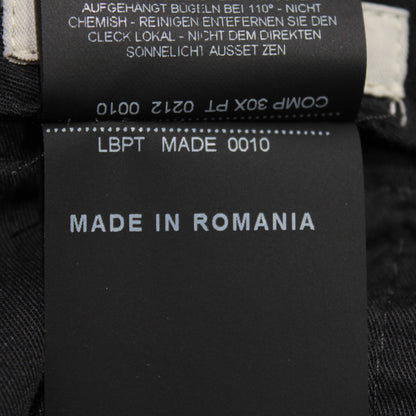 AUFGEHÄNGT BÜGELN BEI 110° - NICHT
CHEMISH - REINIGEN ENTEFERNEN SIE DEN
CLECK LOKAL - NICHT DEM DIREKTEN
SONNELICHT AUSSET ZEN
COMP 30X PT 0212 0010
LBPT MADE 0010
MADE IN ROMANIA